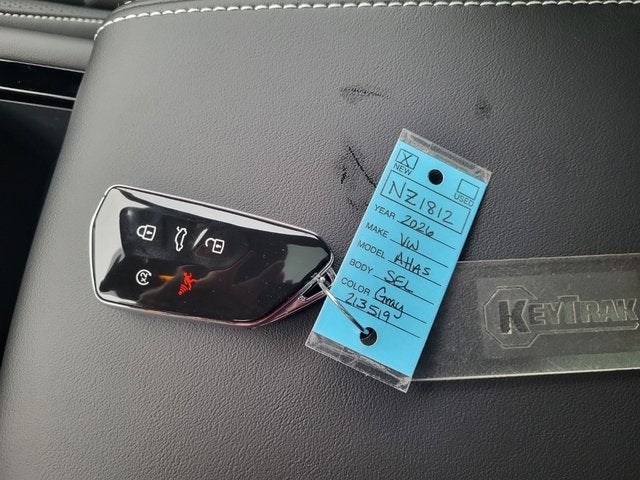 X
NEW
USED
NZ1812
YEAR 2026
MAKE VW
MODEL Atlas
BODY SEL
COLOR Gray
213519
KEYTRAK